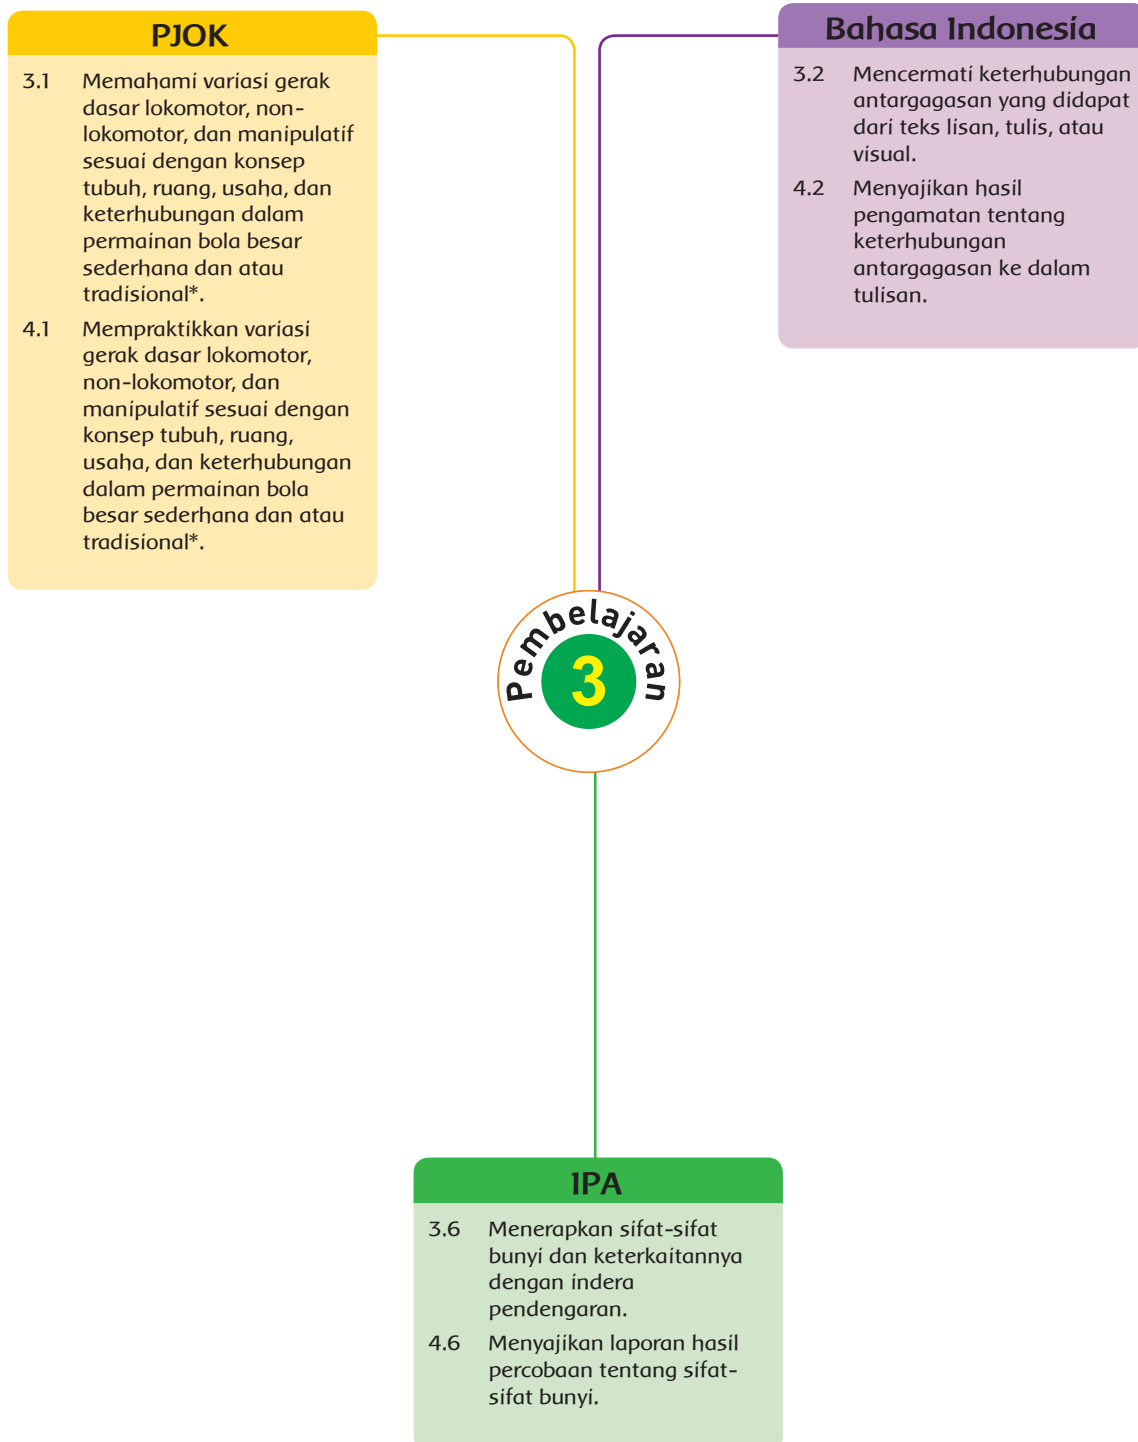 PJOK
3.1 Memahami variasi gerak
dasar lokomotor, non-
lokomotor, dan manipulatif
sesuai dengan konsep
tubuh, ruang, usaha, dan
keterhubungan dalam
permainan bola besar
sederhana dan atau
tradisional*.
4.1 Mempraktikkan variasi
gerak dasar lokomotor,
non-lokomotor, dan
manipulatif sesuai dengan
konsep tubuh, ruang,
usaha, dan keterhubungan
dalam permainan bola
besar sederhana dan atau
tradisional*.
Bahasa Indonesia
3.2 Mencermati keterhubungan
antargagasan yang didapat
dari teks lisan, tulis, atau
visual.
4.2 Menyajikan hasil
pengamatan tentang
keterhubungan
antargagasan ke dalam
tulisan.
Pembelajaran
3
IPA
3.6 Menerapkan sifat-sifat
bunyi dan keterkaitannya
dengan indera
pendengaran.
4.6 Menyajikan laporan hasil
percobaan tentang sifat-
sifat bunyi.